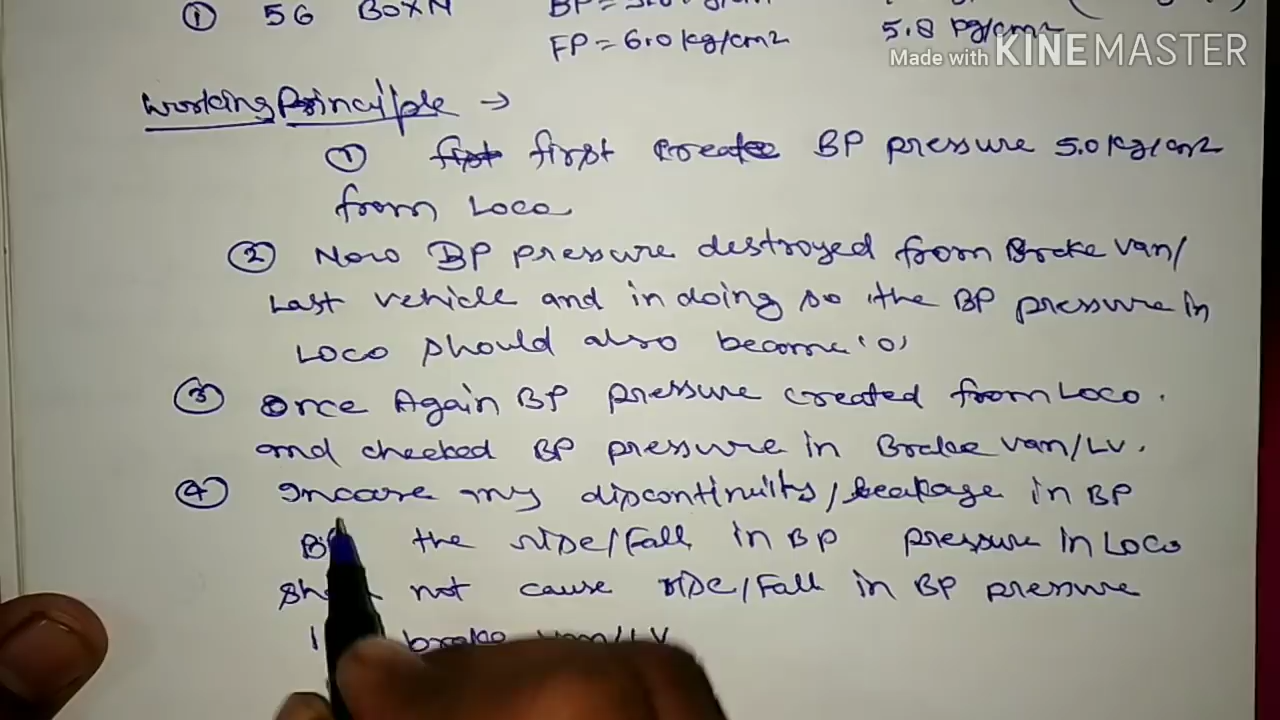 ① 56 BOXN
FP = 6.0 kg/cm2 5.8
Made with KINEMASTER
Working Principle →
① first create BP pressure 5.0 kg/cm2
from Loco
② Now BP pressure destroyed from Brake van/
Last vehicle and in doing so the BP pressure in
Loco should also become '0'
③ Once Again BP pressure created from Loco.
and checked BP pressure in Brake van/LV.
④ Incase any discontinuity/leakage in BP
the rise/Fall in BP pressure in Loco
not cause rise/Fall in BP pressure
brake van/LV